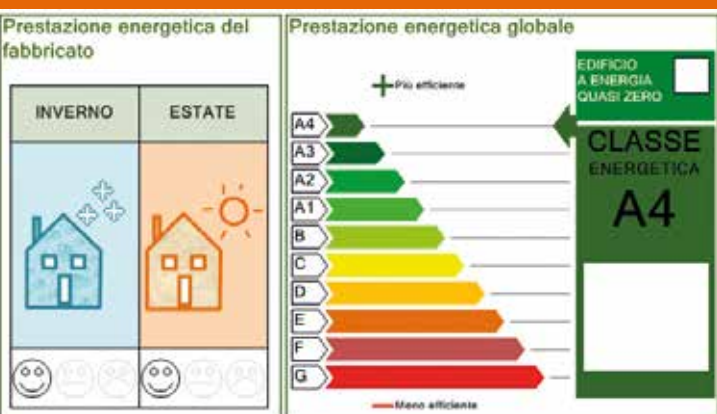 Prestazione energetica del
fabbricato
INVERNO
ESTATE
Prestazione energetica globale
Più efficiente
A4
A3
A2
A1
B
C
D
E
F
G
Meno efficiente
EDIFICIO
A ENERGIA
QUASI ZERO
CLASSE
ENERGETICA
A4